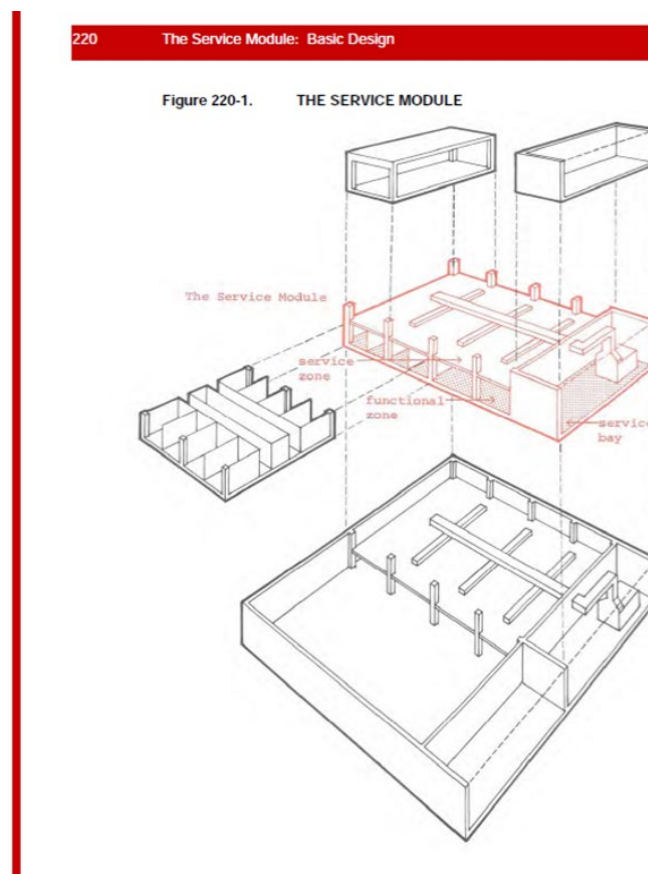 220 The Service Module: Basic Design
Figure 220-1. THE SERVICE MODULE
The Service Module
service
zone
functional
zone
bay